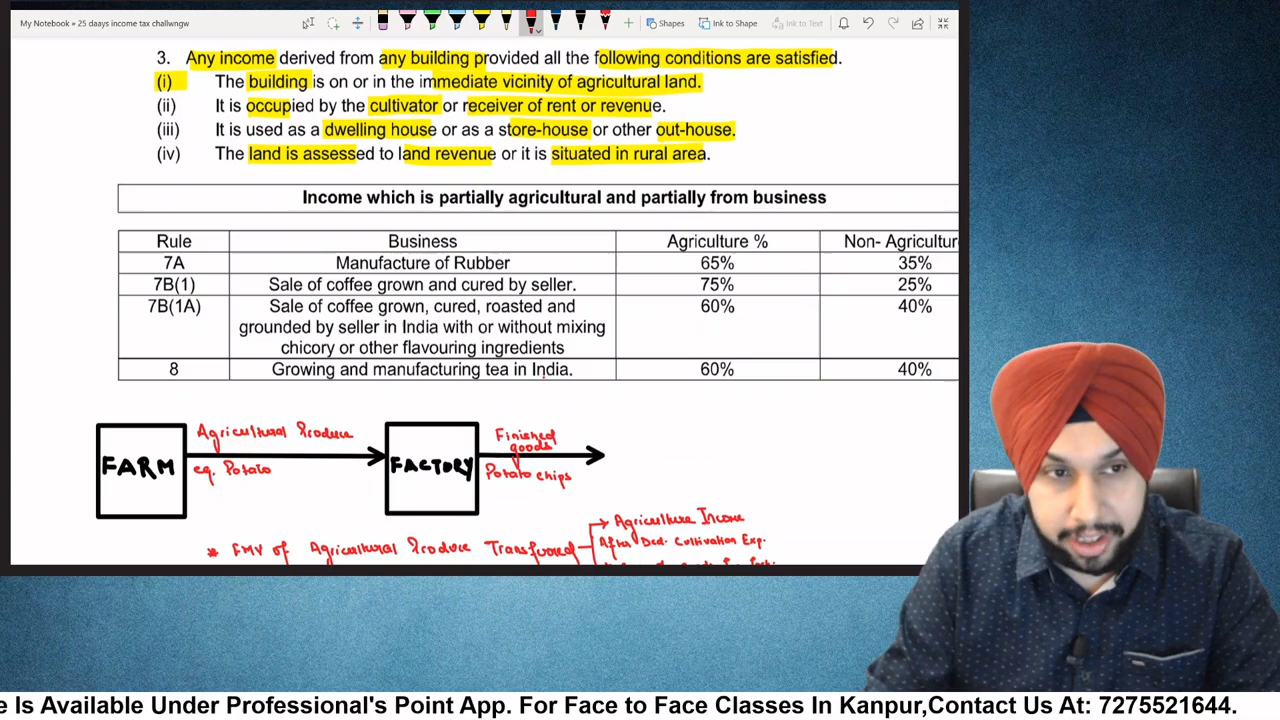 My Notebook » 25 daays income tax challwngw
Shapes
Ink to Shape
Ink to Text
3. Any income derived from any building provided all the following conditions are satisfied.
(i) The building is on or in the immediate vicinity of agricultural land.
(ii) It is occupied by the cultivator or receiver of rent or revenue.
(iii) It is used as a dwelling house or as a store-house or other out-house.
(iv) The land is assessed to land revenue or it is situated in rural area.
Income which is partially agricultural and partially from business
Rule Business Agriculture % Non- Agriculture
7A Manufacture of Rubber 65% 35%
7B(1) Sale of coffee grown and cured by seller. 75% 25%
7B(1A) Sale of coffee grown, cured, roasted and 60% 40%
grounded by seller in India with or without mixing
chicory or other flavouring ingredients
8 Growing and manufacturing tea in India. 60% 40%
Agricultural Produce
Finished
goods
FARM
FACTORY
eg. Potato
Potato chips
Agriculture Income
* FMV of Agricultural Produce Transferred
After Ded. Cultivation Exp.
e Is Available Under Professional's Point App. For Face to Face Classes In Kanpur,Contact Us At: 7275521644.